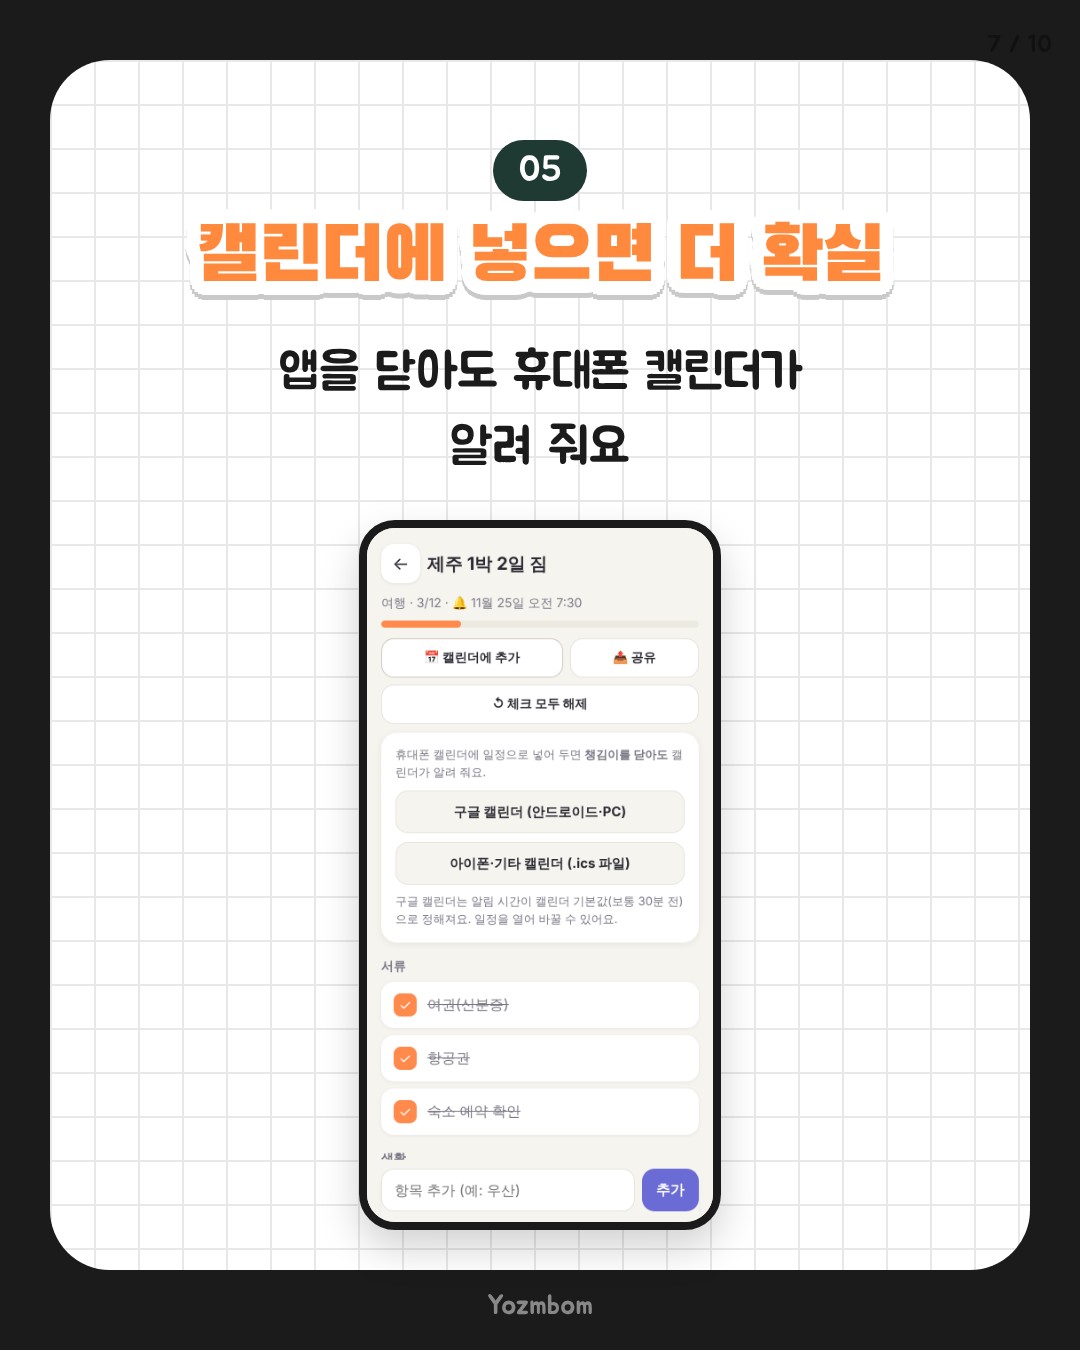 7 / 10
05
캘린더에 넣으면 더 확실
앱을 닫아도 휴대폰 캘린더가
알려 줘요
← 제주 1박 2일 짐
여행 · 3/12 · 🔔 11월 25일 오전 7:30
📅 캘린더에 추가
📤 공유
↺ 체크 모두 해제
휴대폰 캘린더에 일정으로 넣어 두면 챙김이를 닫아도 캘
린더가 알려 줘요.
구글 캘린더 (안드로이드·PC)
아이폰·기타 캘린더 (.ics 파일)
구글 캘린더는 알림 시간이 캘린더 기본값(보통 30분 전)
으로 정해져요. 일정을 열어 바꿀 수 있어요.
서류
여권(신분증)
항공권
숙소 예약 확인
생활
항목 추가 (예: 우산)
추가
Yozmbom